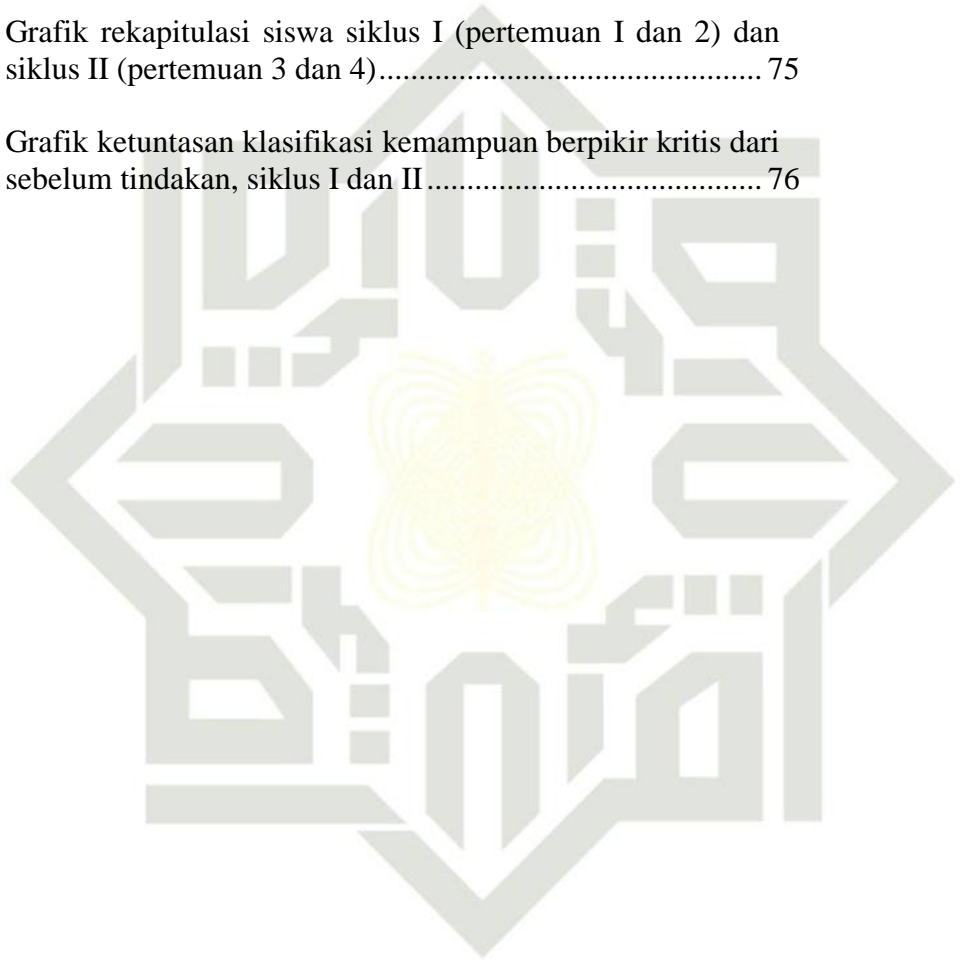 Grafik rekapitulasi siswa siklus I (pertemuan I dan 2) dan
siklus II (pertemuan 3 dan 4)................................................ 75
Grafik ketuntasan klasifikasi kemampuan berpikir kritis dari
sebelum tindakan, siklus I dan II.......................................... 76